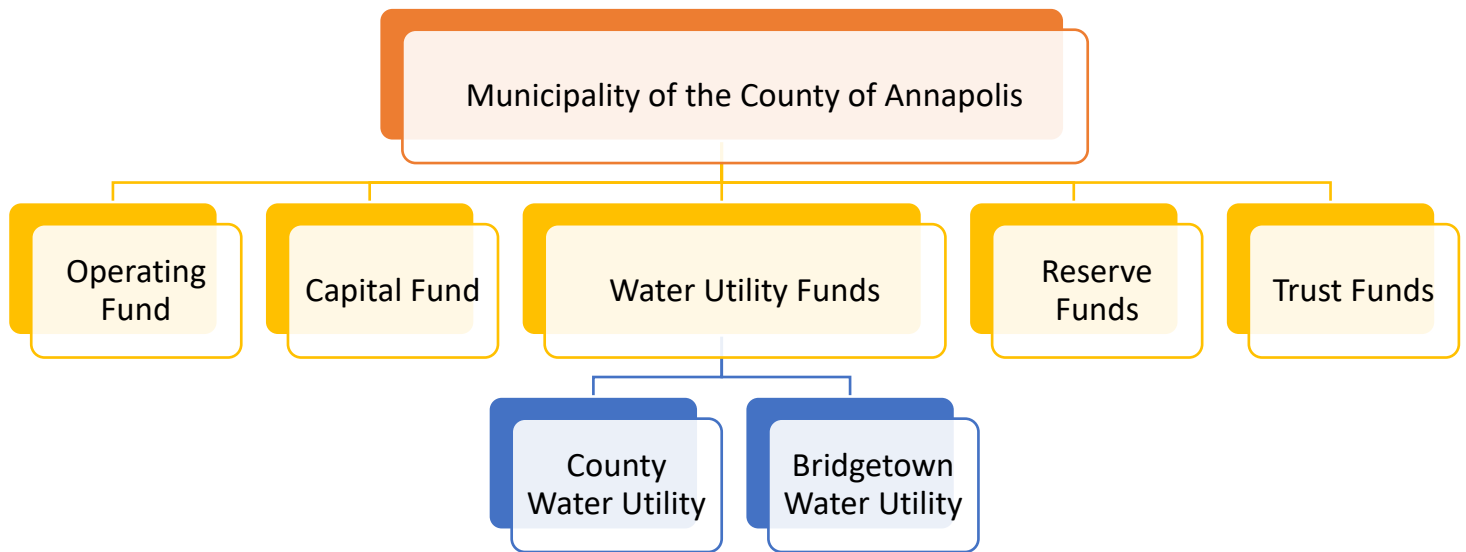 Municipality of the County of Annapolis
Operating
Fund
Capital Fund
Water Utility Funds
Reserve
Funds
Trust Funds
County
Water Utility
Bridgetown
Water Utility